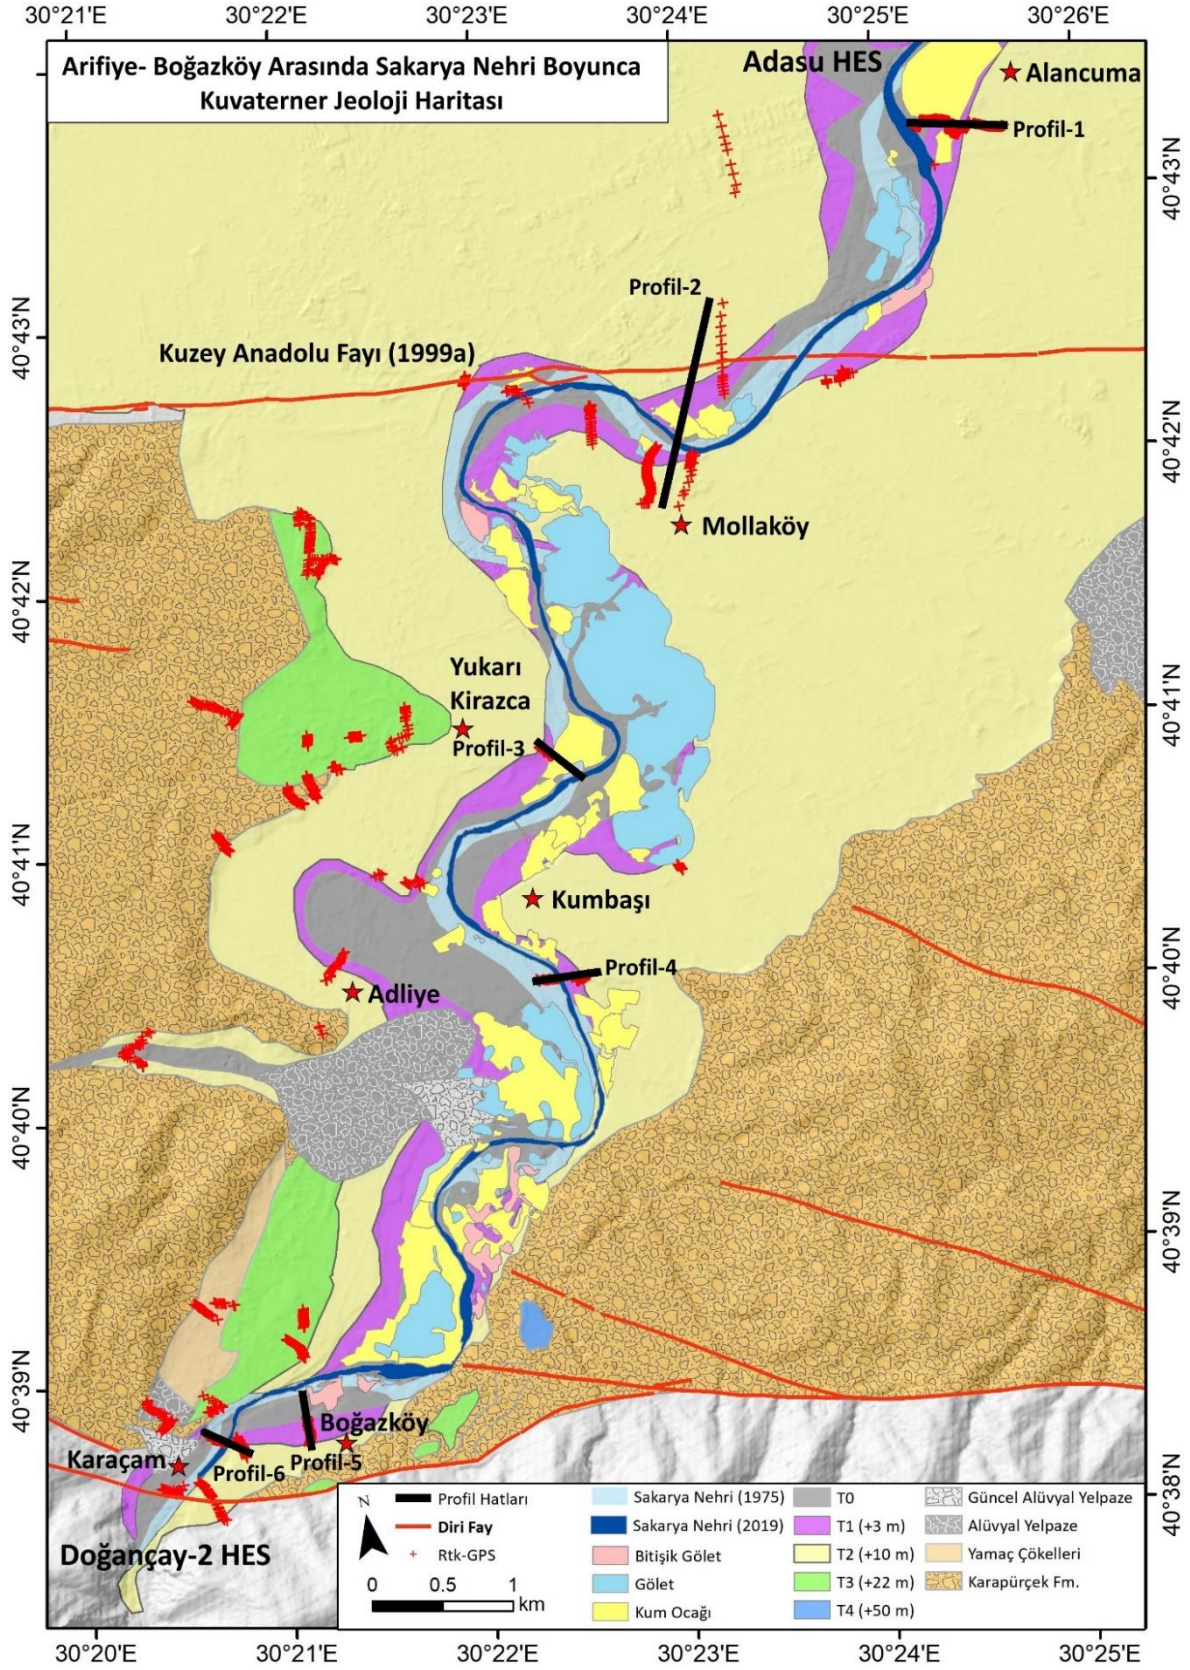 30°21'E 30°22'E 30°23'E 30°24'E 30°25'E 30°26'E
Arifiye- Boğazköy Arasında Sakarya Nehri Boyunca
Kuvaterner Jeoloji Haritası
Adasu HES
Alancuma
Profil-1
40°43'N
Profil-2
40°43'N
Kuzey Anadolu Fayı (1999a)
40°42'N
Mollaköy
40°42'N
Yukarı
Kirazca
40°41'N
Profil-3
40°41'N
Kumbaşı
Profil-4
40°40'N
Adliye
40°40'N
40°39'N
40°39'N
Boğazköy
Karaçam
Profil-5
Profil-6
40°38'N
Doğançay-2 HES
N
Profil Hatları
Diri Fay
Rtk-GPS
0 0.5 1
km
Sakarya Nehri (1975)
Sakarya Nehri (2019)
Bitişik Gölet
Gölet
Kum Ocağı
T0
T1 (+3 m)
T2 (+10 m)
T3 (+22 m)
T4 (+50 m)
Güncel Alüvyal Yelpaze
Alüvyal Yelpaze
Yamaç Çökelleri
Karapürçek Fm.
30°20'E 30°21'E 30°22'E 30°23'E 30°24'E 30°25'E